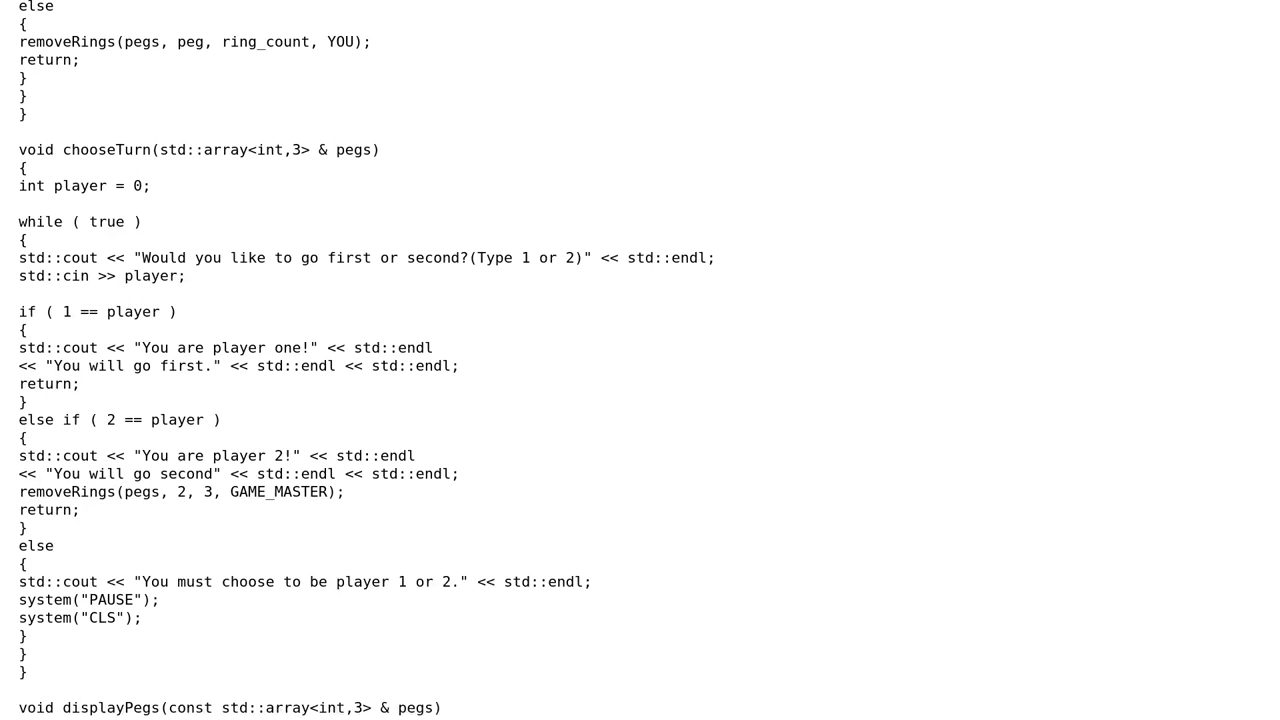 else
{
removeRings(pegs, peg, ring_count, YOU);
return;
}
}
}

void chooseTurn(std::array<int,3> & pegs)
{
int player = 0;

while ( true )
{
std::cout << "Would you like to go first or second?(Type 1 or 2)" << std::endl;
std::cin >> player;

if ( 1 == player )
{
std::cout << "You are player one!" << std::endl
<< "You will go first." << std::endl << std::endl;
return;
}
else if ( 2 == player )
{
std::cout << "You are player 2!" << std::endl
<< "You will go second" << std::endl << std::endl;
removeRings(pegs, 2, 3, GAME_MASTER);
return;
}
else
{
std::cout << "You must choose to be player 1 or 2." << std::endl;
system("PAUSE");
system("CLS");
}
}
}

void displayPegs(const std::array<int,3> & pegs)